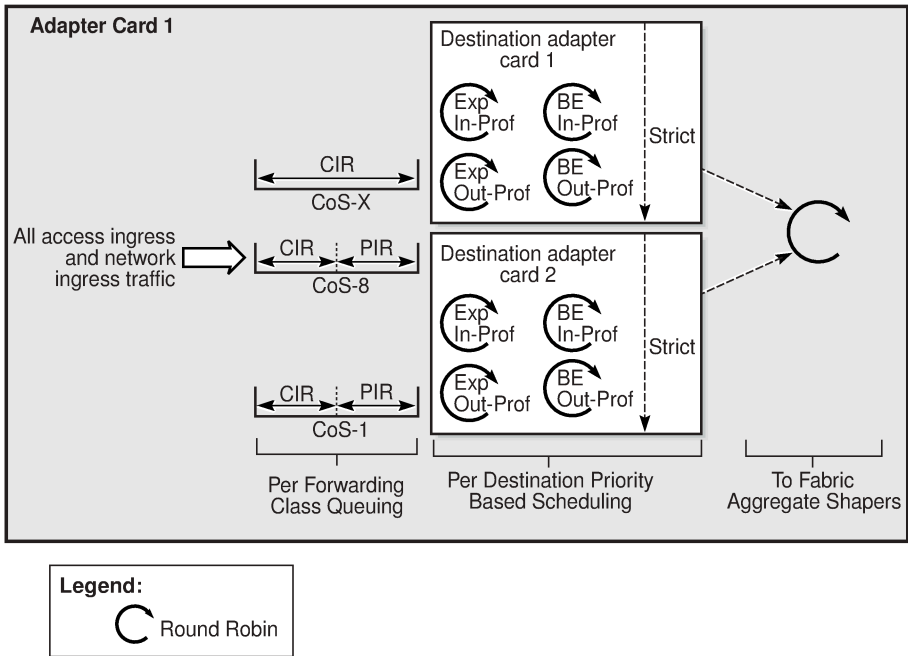 Adapter Card 1
Destination adapter
card 1
Exp
In-Prof
BE
In-Prof
Exp
Out-Prof
BE
Out-Prof
Strict
CIR
CoS-X
All access ingress
and network
ingress traffic
CIR PIR
CoS-8
Destination adapter
card 2
Exp
In-Prof
BE
In-Prof
Exp
Out-Prof
BE
Out-Prof
Strict
CIR PIR
CoS-1
Per Forwarding
Class Queuing
Per Destination Priority
Based Scheduling
To Fabric
Aggregate Shapers
Legend:
Round Robin